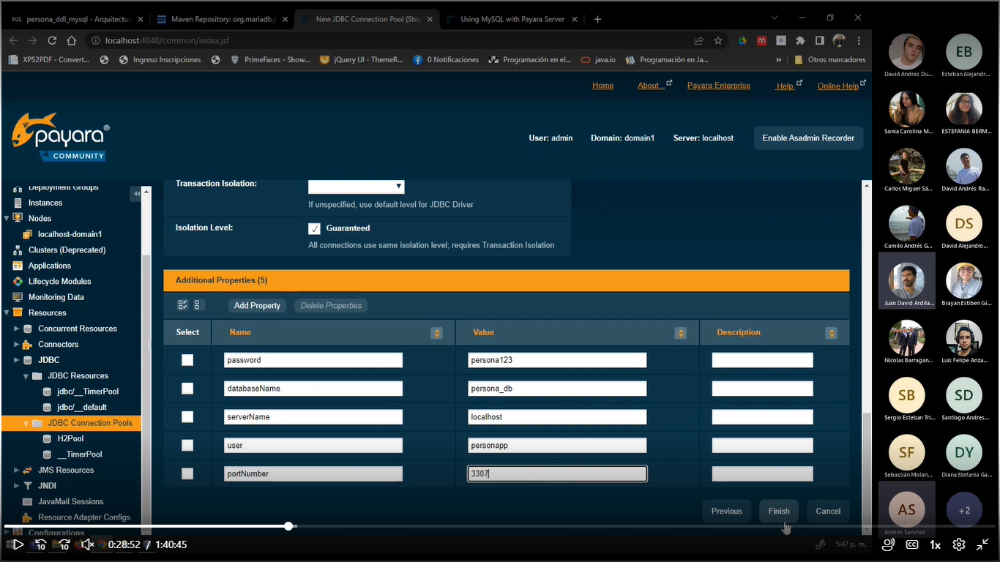 persona_ddl_mysql - Arquitectur
Maven Repository: org.mariadb.j
New JDBC Connection Pool (Step
Using MySQL with Payara Server
localhost:4848/common/index.jsf
XPS2PDF - Convert...
Ingreso Inscripciones
PrimeFaces - Show...
jQuery UI - ThemeR...
0 Notificaciones
Programación en el...
java.io
Programación en Ja...
»
Otros marcadores
Home
About...
Payara Enterprise
Help
Online Help
payara®
COMMUNITY
User: admin
Domain: domain1
Server: localhost
Enable Asadmin Recorder
Deployment Groups
Instances
Nodes
localhost-domain1
Clusters (Deprecated)
Applications
Lifecycle Modules
Monitoring Data
Resources
Concurrent Resources
Connectors
JDBC
JDBC Resources
jdbc/__TimerPool
jdbc/__default
JDBC Connection Pools
H2Pool
__TimerPool
JMS Resources
JNDI
JavaMail Sessions
Resource Adapter Configs
Configurations
Transaction Isolation:
If unspecified, use default level for JDBC Driver
Isolation Level:
Guaranteed
All connections use same isolation level; requires Transaction Isolation
Additional Properties (5)
Add Property
Delete Properties
Select Name Value Description
password persona123
databaseName persona_db
serverName localhost
user personapp
portNumber 3307
Previous
Finish
Cancel
10
10
0:28:52 / 1:40:45
5:47 p. m.
CC
1x
David Andres Du...
EB
Esteban Alejandr...
Sonia Carolina M...
ESTEFANIA BERM...
Carlos Miguel Sá...
David Andrés Ra...
Camilo Andrés G...
DS
David Alejandro...
Juan David Ardila...
Brayan Estiben Gi...
Nicolas Barragan...
Luis Felipe Ariza...
SB
Sergio Esteban Tri...
SD
Santiago Andres...
SF
Sebastián Molan...
DY
Diana Stefania Ga...
AS
Andres Sanchez
+2